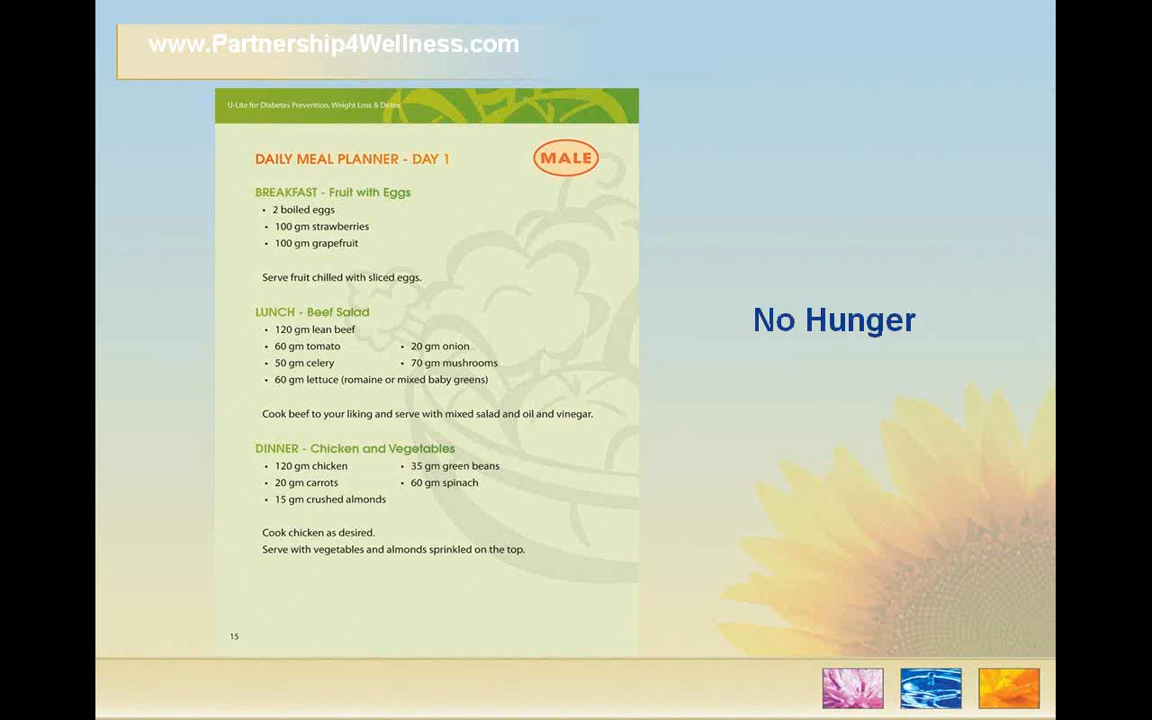 www.Partnership4Wellness.com
U-Lite for Diabetes Prevention, Weight Loss & Detox
DAILY MEAL PLANNER - DAY 1
MALE
BREAKFAST - Fruit with Eggs
• 2 boiled eggs
• 100 gm strawberries
• 100 gm grapefruit
Serve fruit chilled with sliced eggs.
LUNCH - Beef Salad
• 120 gm lean beef
• 60 gm tomato • 20 gm onion
• 50 gm celery • 70 gm mushrooms
• 60 gm lettuce (romaine or mixed baby greens)
Cook beef to your liking and serve with mixed salad and oil and vinegar.
DINNER - Chicken and Vegetables
• 120 gm chicken • 35 gm green beans
• 20 gm carrots • 60 gm spinach
• 15 gm crushed almonds
Cook chicken as desired.
Serve with vegetables and almonds sprinkled on the top.
15
No Hunger